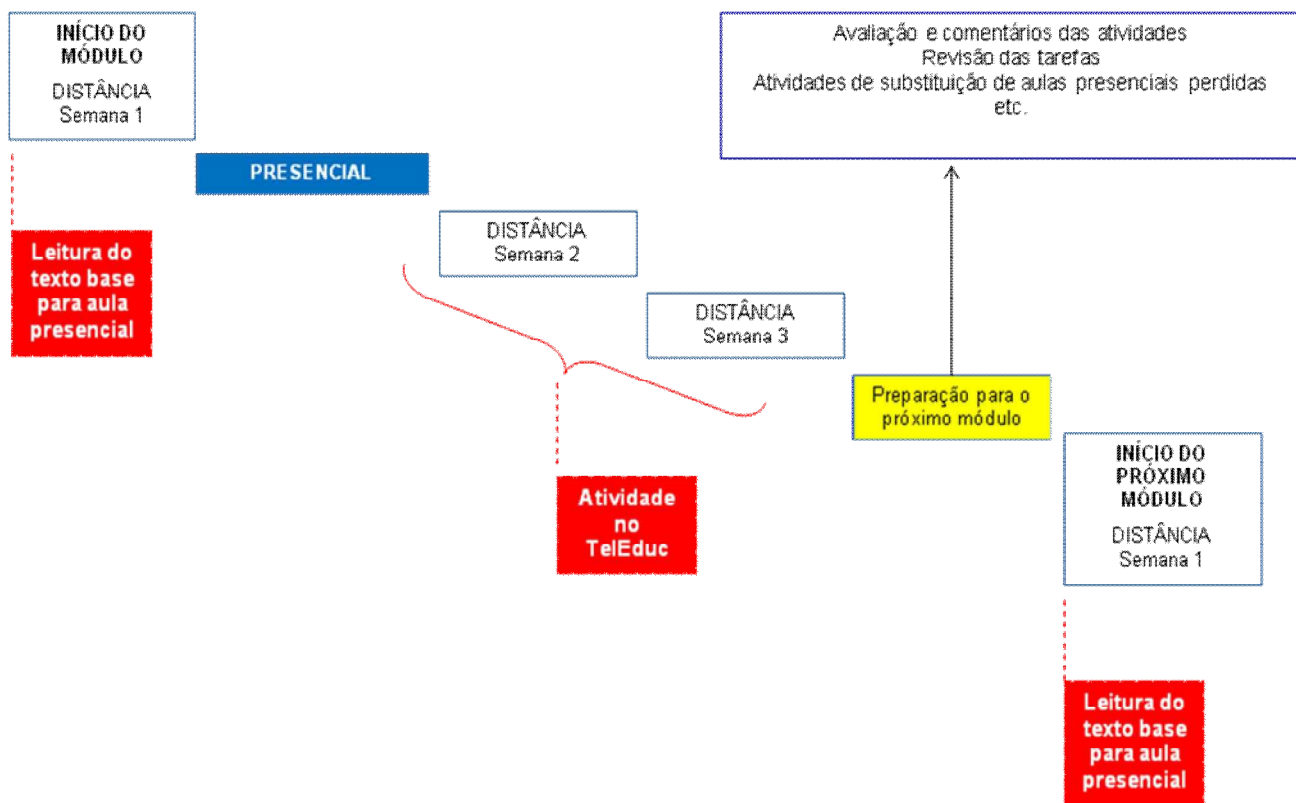 INÍCIO DO
MÓDULO
DISTÂNCIA
Semana 1
Avaliação e comentários das atividades
Revisão das tarefas
Atividades de substituição de aulas presenciais perdidas
etc.
PRESENCIAL
Leitura do
texto base
para aula
presencial
DISTÂNCIA
Semana 2
DISTÂNCIA
Semana 3
Preparação para o
próximo módulo
Atividade
no
TelEduc
INÍCIO DO
PRÓXIMO
MÓDULO
DISTÂNCIA
Semana 1
Leitura do
texto base
para aula
presencial